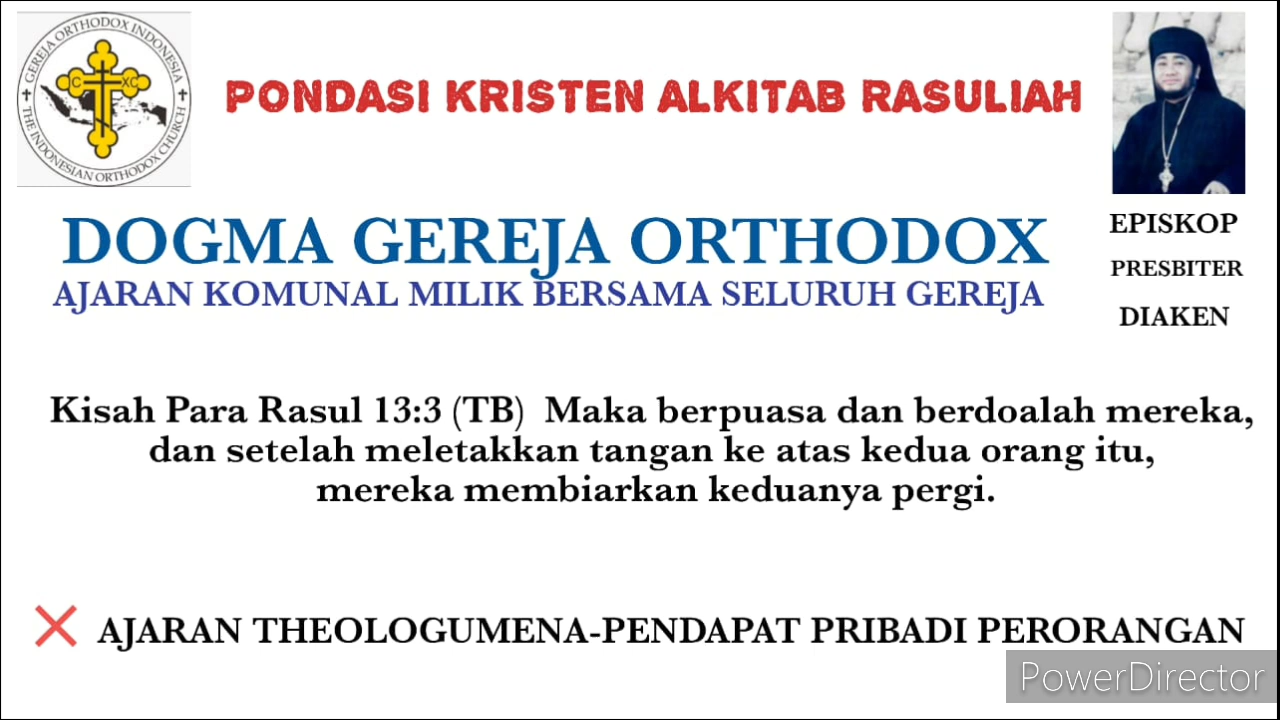 GEREJA ORTHODOX INDONESIA
THE INDONESIAN ORTHODOX CHURCH
PONDASI KRISTEN ALKITAB RASULIAH
DOGMA GEREJA ORTHODOX
AJARAN KOMUNAL MILIK BERSAMA SELURUH GEREJA
EPISKOP
PRESBITER
DIAKEN
Kisah Para Rasul 13:3 (TB) Maka berpuasa dan berdoalah mereka,
dan setelah meletakkan tangan ke atas kedua orang itu,
mereka membiarkan keduanya pergi.
AJARAN THEOLOGUMENA-PENDAPAT PRIBADI PERORANGAN
PowerDirector